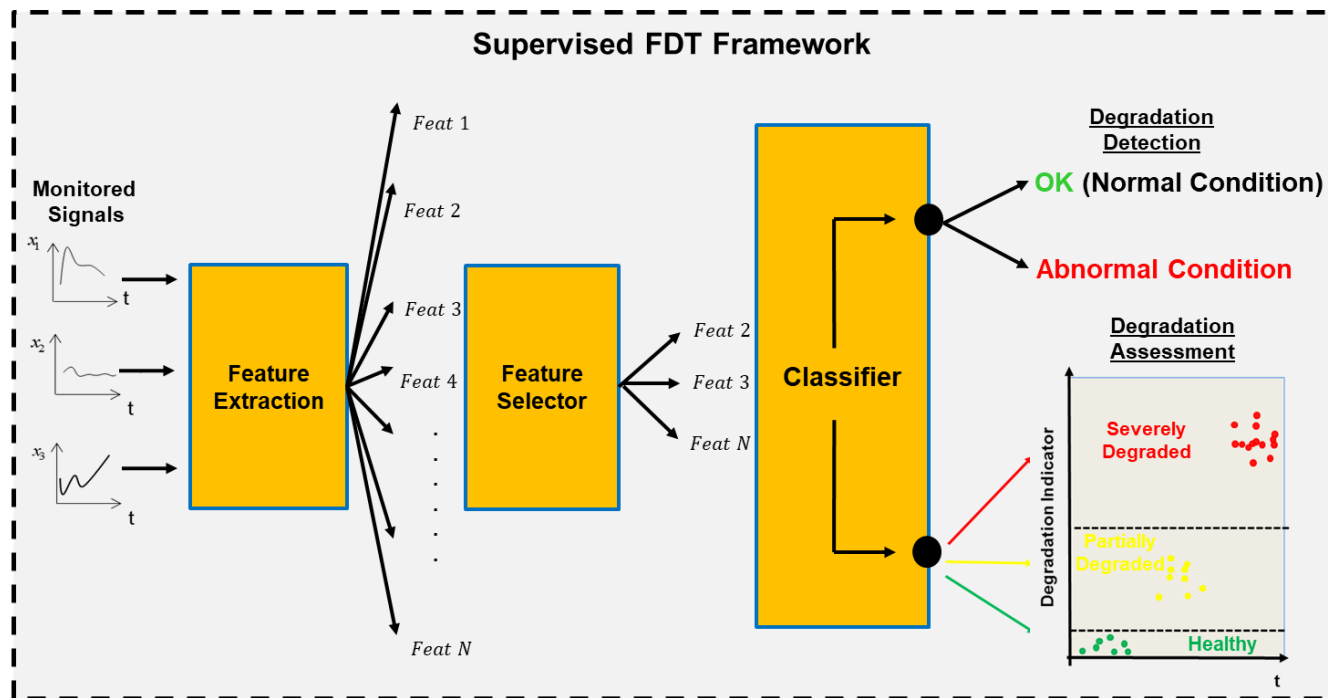 Supervised FDT Framework
Monitored
Signals
x1
t
x2
t
x3
t
Feature
Extraction
Feat 1
Feat 2
Feat 3
Feat 4
Feat N
Feature
Selector
Feat 2
Feat 3
Feat N
Classifier
Degradation
Detection
OK (Normal Condition)
Abnormal Condition
Degradation
Assessment
Degradation Indicator
Severely
Degraded
Partially
Degraded
Healthy
t